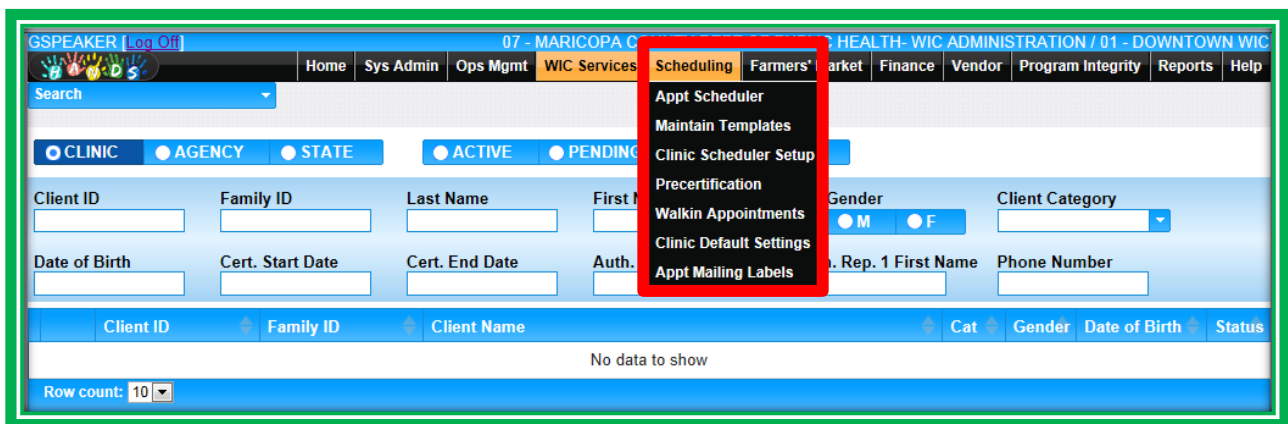 GSPEAKER [Log Off] 07 - MARICOPA HEALTH- WIC ADMINISTRATION / 01 - DOWNTOWN WIC
HANDS Home Sys Admin Ops Mgmt WIC Services Scheduling Farmers' Market Finance Vendor Program Integrity Reports Help
Search
Appt Scheduler
Maintain Templates
CLINIC AGENCY STATE ACTIVE PENDING
Clinic Scheduler Setup
Precertification
Client ID Family ID Last Name First Gender Client Category
Walkin Appointments
M F
Clinic Default Settings
Date of Birth Cert. Start Date Cert. End Date Auth. Rep. 1 First Name Phone Number
Appt Mailing Labels
Client ID Family ID Client Name Cat Gender Date of Birth Status
No data to show
Row count: 10